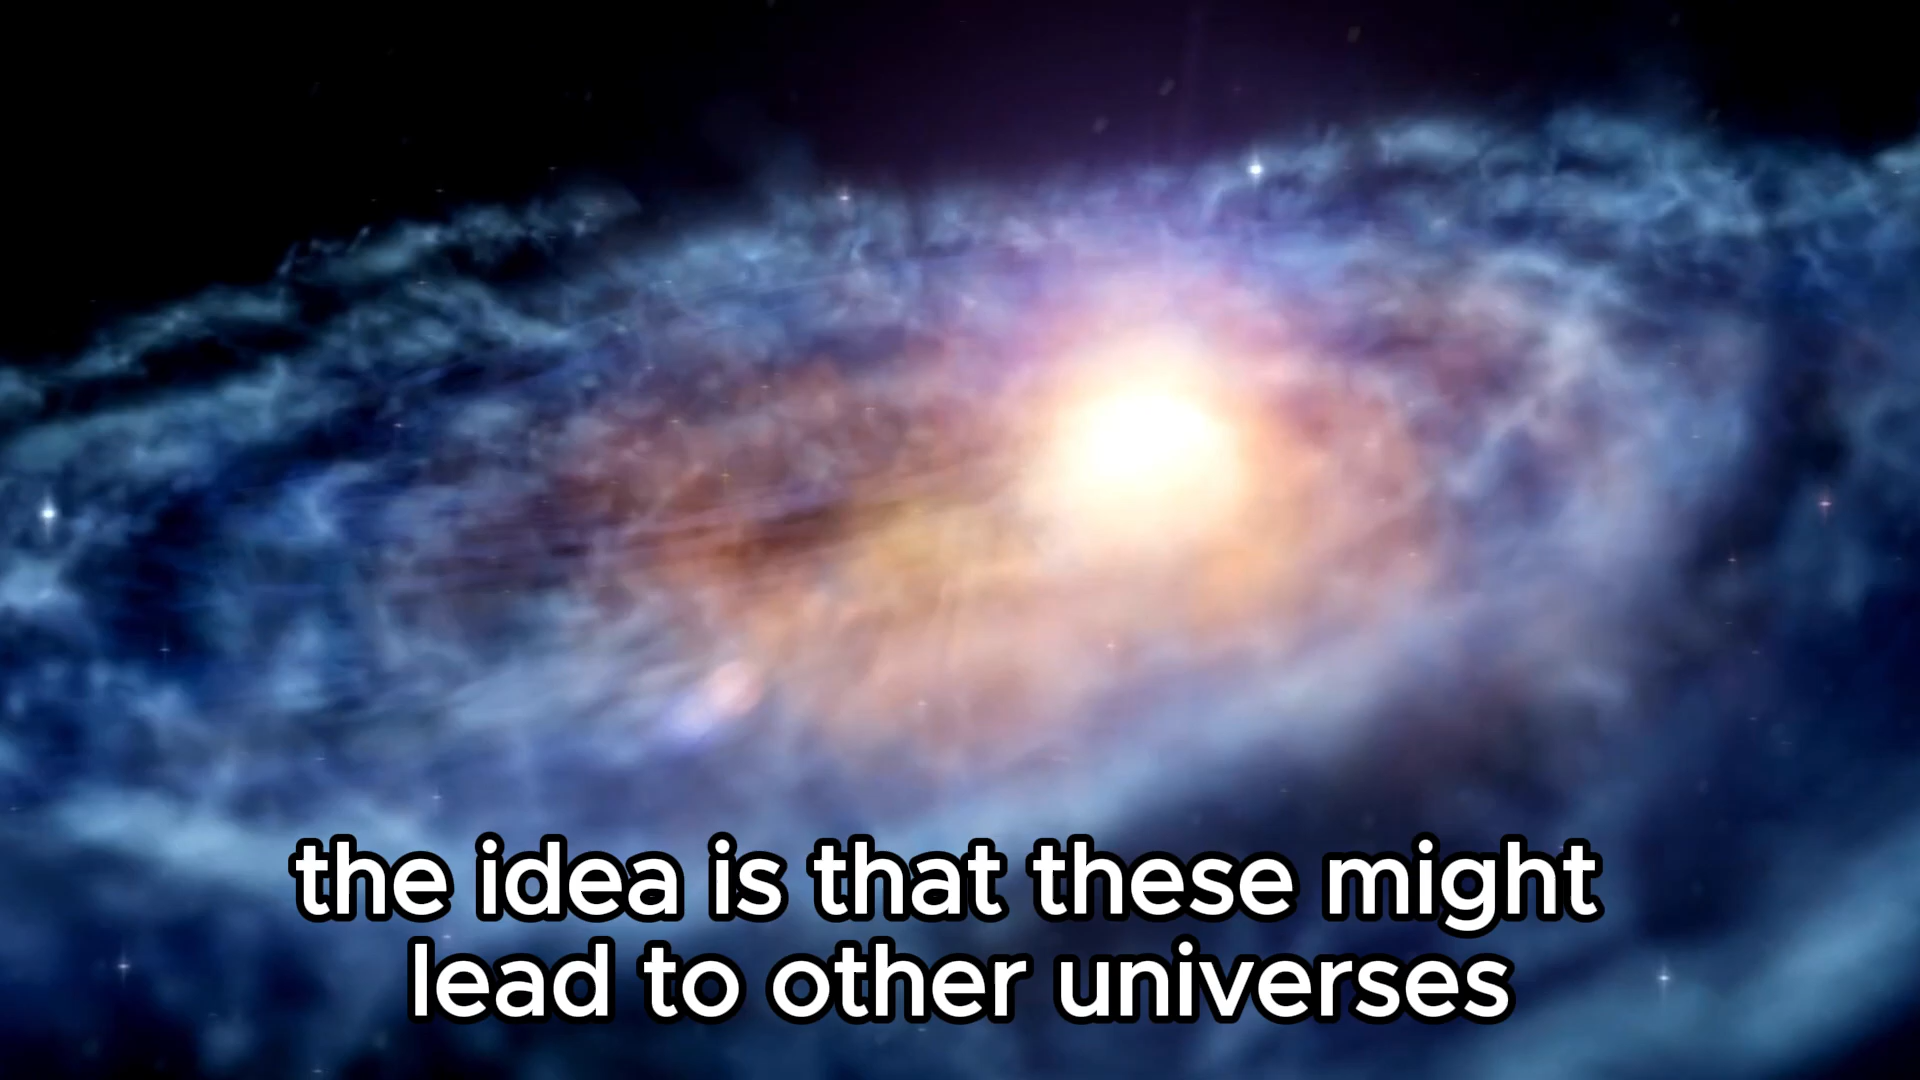 the idea is that these might
lead to other universes